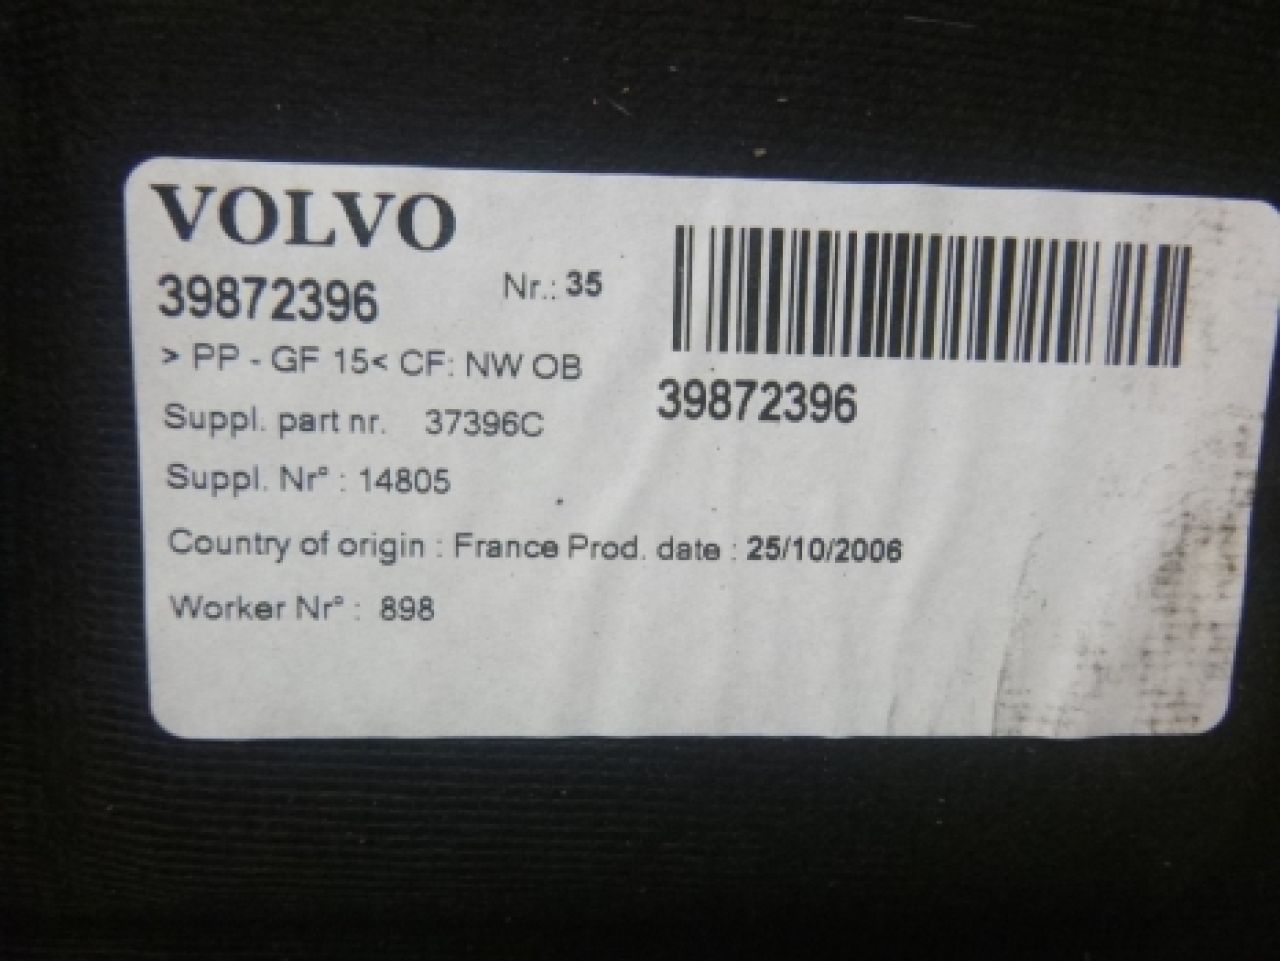 VOLVO
39872396 Nr.: 35
> PP - GF 15< CF: NW OB
39872396
Suppl. part nr. 37396C
Suppl. Nr° : 14805
Country of origin : France Prod. date : 25/10/2006
Worker Nr° : 898